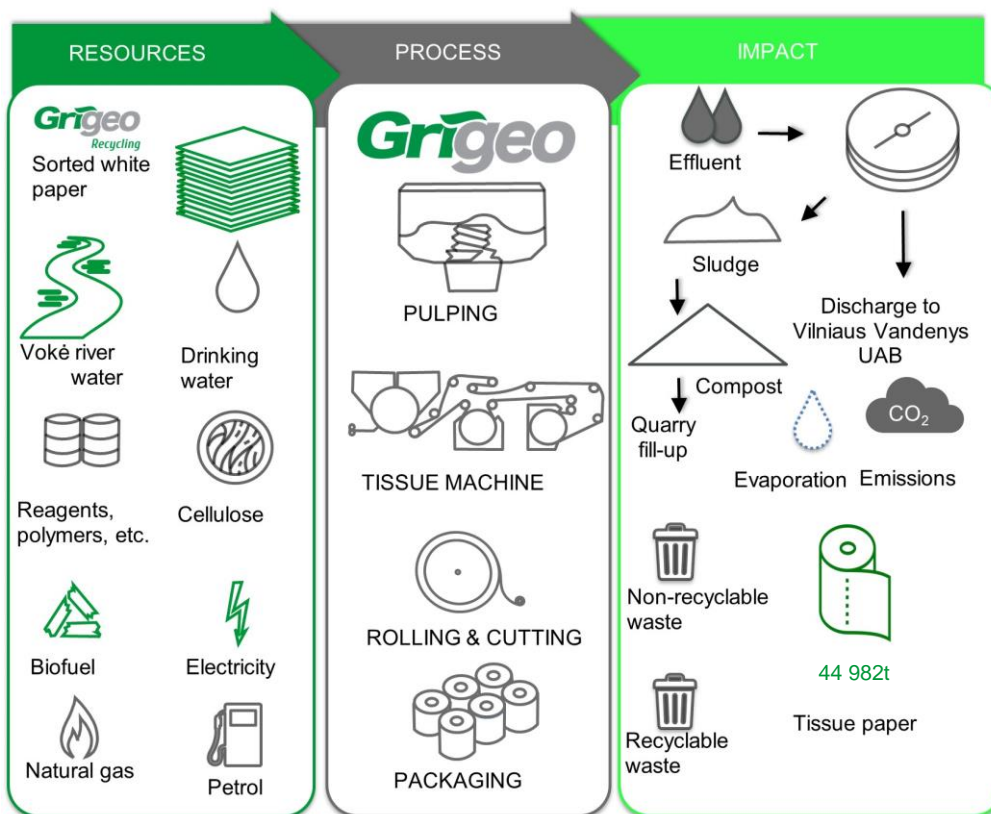 RESOURCES
PROCESS
IMPACT
Grigeo
Recycling
Sorted white
paper
Vokė river
water
Drinking
water
Reagents,
polymers, etc.
Cellulose
Biofuel
Electricity
Natural gas
Petrol
Grigeo
PULPING
TISSUE MACHINE
ROLLING & CUTTING
PACKAGING
Effluent
Sludge
Discharge to
Vilniaus Vandenys
UAB
Compost
Quarry
fill-up
Evaporation
CO2
Emissions
Non-recyclable
waste
44 982t
Tissue paper
Recyclable
waste